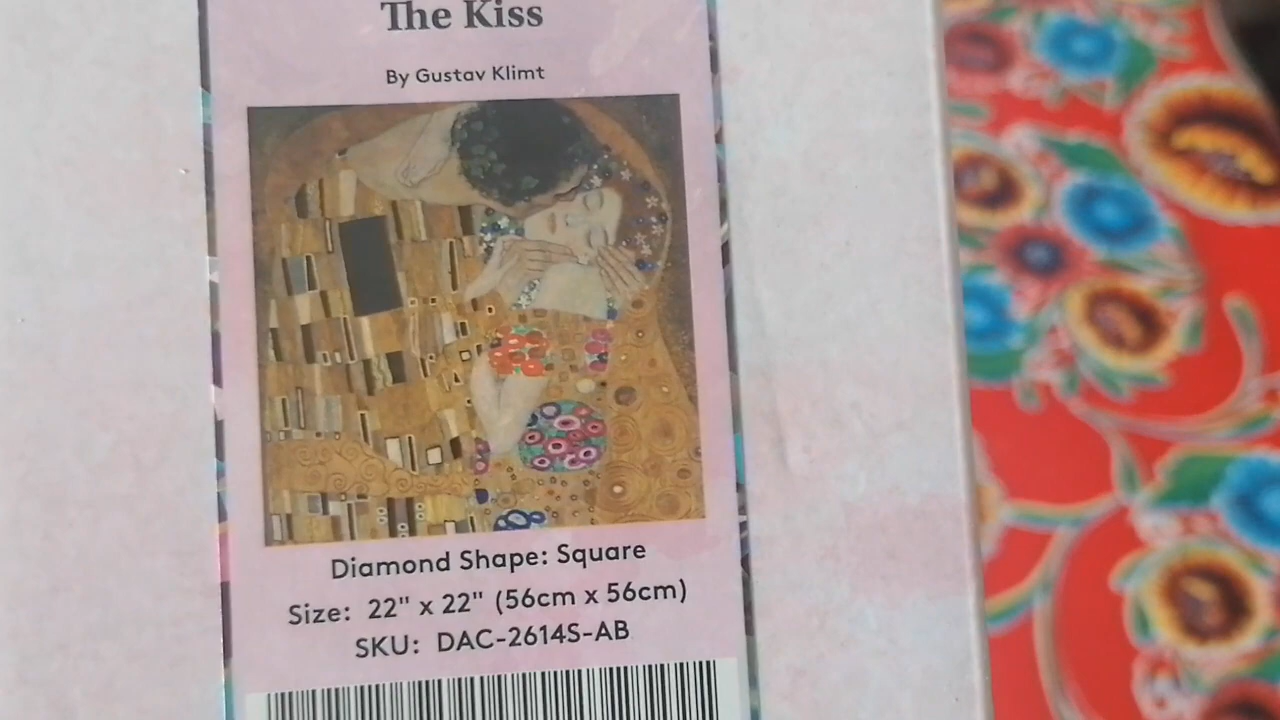 The Kiss
By Gustav Klimt
Diamond Shape: Square
Size: 22" x 22" (56cm x 56cm)
SKU: DAC-2614S-AB